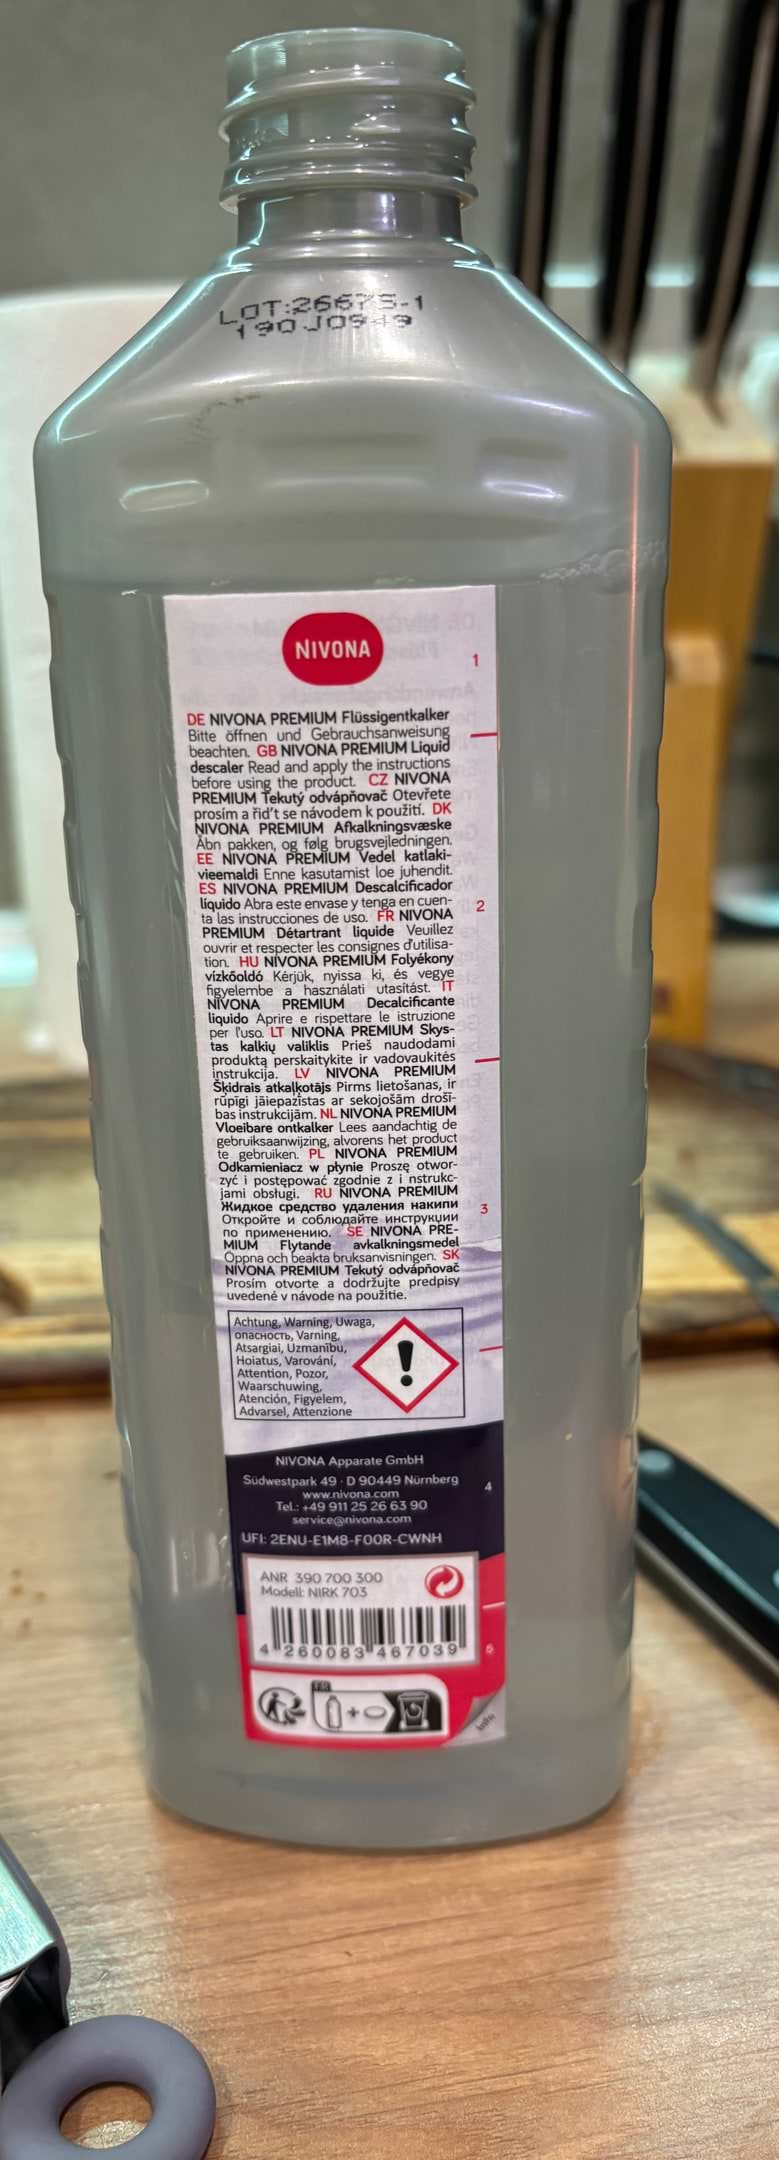 LOT:26675-1
190J0949
NIVONA
1
DE NIVONA PREMIUM Flüssigentkalker
Bitte öffnen und Gebrauchsanweisung
beachten. GB NIVONA PREMIUM Liquid
descaler Read and apply the instructions
before using the product. CZ NIVONA
PREMIUM Tekutý odvápňovač Otevřete
prosím a řiďt se návodem k použití. DK
NIVONA PREMIUM Afkalkningsvæske
Åbn pakken, og følg brugsvejledningen.
EE NIVONA PREMIUM Vedel katlaki-
vieemaldi Enne kasutamist loe juhendit.
ES NIVONA PREMIUM Descalcificador
líquido Abra este envase y tenga en cuen-
2
ta las instrucciones de uso. FR NIVONA
PREMIUM Détartrant liquide Veuillez
ouvrir et respecter les consignes d'utilisa-
tion. HU NIVONA PREMIUM Folyékony
vízkőoldó Kérjük, nyissa ki, és vegye
figyelembe a használati utasítást. IT
NIVONA PREMIUM Decalcificante
liquido Aprire e rispettare le istruzione
per l'uso. LT NIVONA PREMIUM Skys-
tas kalkių valiklis Prieš naudodami
produktą perskaitykite ir vadovaukitės
instrukcija. LV NIVONA PREMIUM
Šķidrais atkaļķotājs Pirms lietošanas, ir
rūpīgi jāiepazīstas ar sekojošām drošī-
bas instrukcijām. NL NIVONA PREMIUM
Vloeibare ontkalker Lees aandachtig de
gebruiksaanwijzing, alvorens het product
te gebruiken. PL NIVONA PREMIUM
Odkamieniacz w płynie Proszę otwor-
zyć i postępować zgodnie z i nstrukc-
jami obsługi. RU NIVONA PREMIUM
3
Жидкое средство удаления накипи
Откройте и соблюдайте инструкции
по применению. SE NIVONA PRE-
MIUM Flytande avkalkningsmedel
Öppna och beakta bruksanvisningen. SK
NIVONA PREMIUM Tekutý odvápňovač
Prosím otvorte a dodržujte predpisy
uvedené v návode na použitie.
Achtung, Warning, Uwaga,
опасность, Varning,
Atsargiai, Uzmanību,
Hoiatus, Varování,
Attention, Pozor,
Waarschuwing,
Atención, Figyelem,
Advarsel, Attenzione
NIVONA Apparate GmbH
Südwestpark 49 · D 90449 Nürnberg
4
www.nivona.com
Tel.: +49 911 25 26 63 90
service@nivona.com
UFI: 2ENU-E1M8-F00R-CWNH
ANR 390 700 300
Modell: NIRK 703
4 260083 467039
5
FR
Info